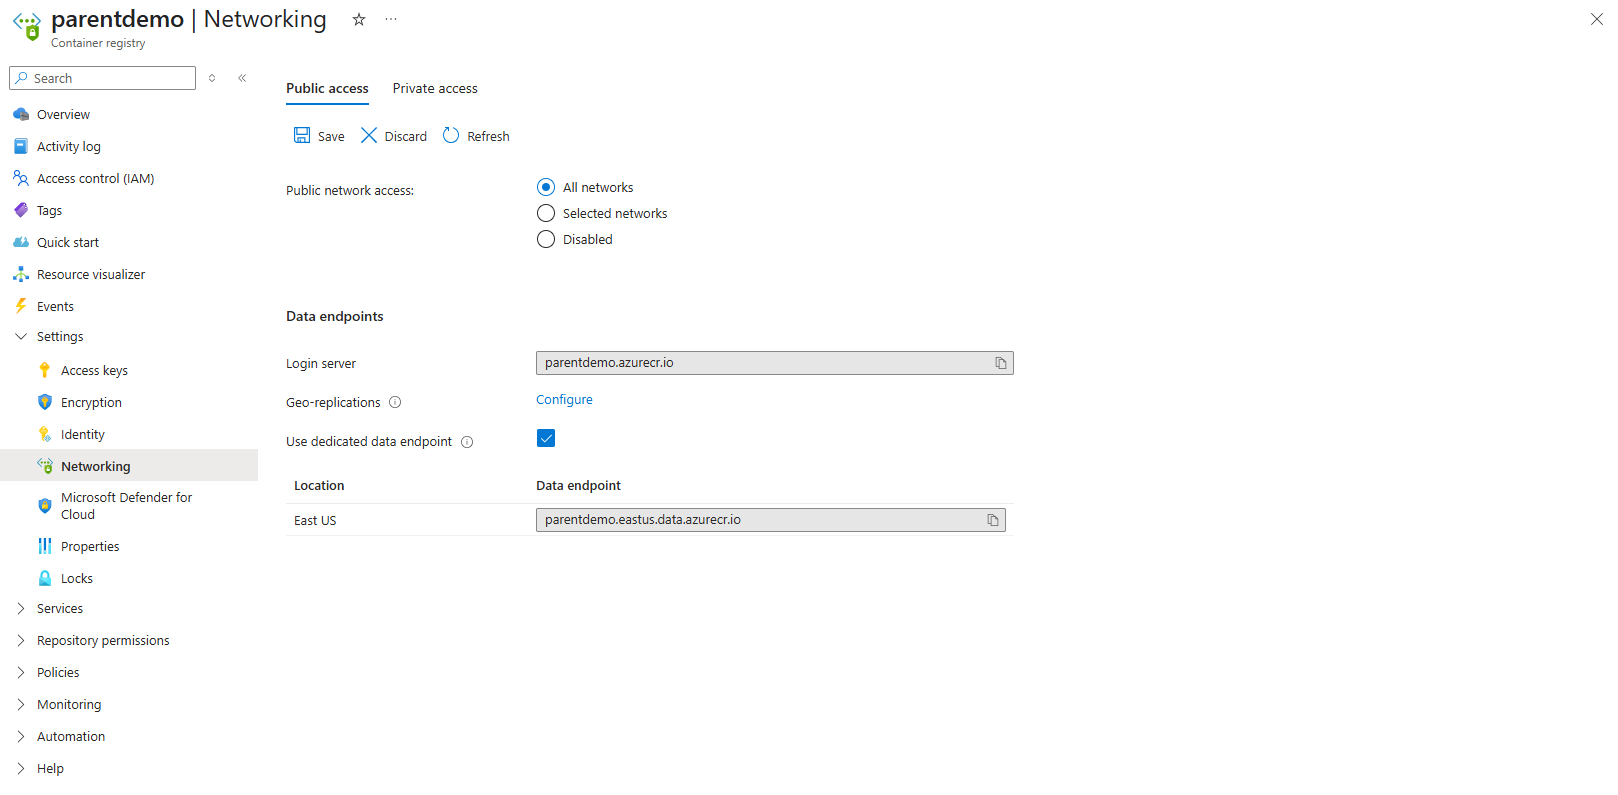 parentdemo | Networking
Container registry
Search
Overview
Activity log
Access control (IAM)
Tags
Quick start
Resource visualizer
Events
Settings
Access keys
Encryption
Identity
Networking
Microsoft Defender for
Cloud
Properties
Locks
Services
Repository permissions
Policies
Monitoring
Automation
Help
Public access Private access
Save Discard Refresh
Public network access:
All networks
Selected networks
Disabled
Data endpoints
Login server parentdemo.azurecr.io
Geo-replications Configure
Use dedicated data endpoint
Location Data endpoint
East US parentdemo.eastus.data.azurecr.io